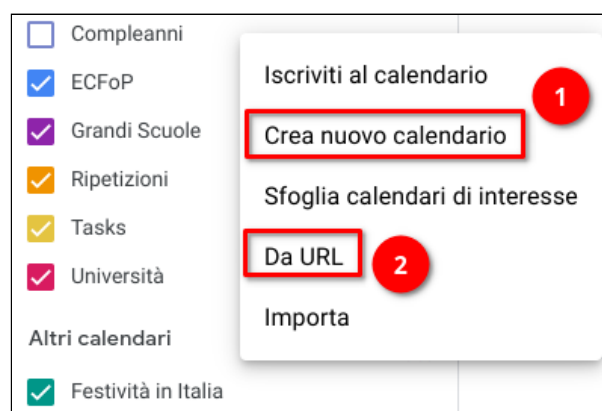 Compleanni
ECFoP
Grandi Scuole
Ripetizioni
Tasks
Università
Altri calendari
Festività in Italia
Iscriviti al calendario
1
Crea nuovo calendario
Sfoglia calendari di interesse
Da URL
2
Importa